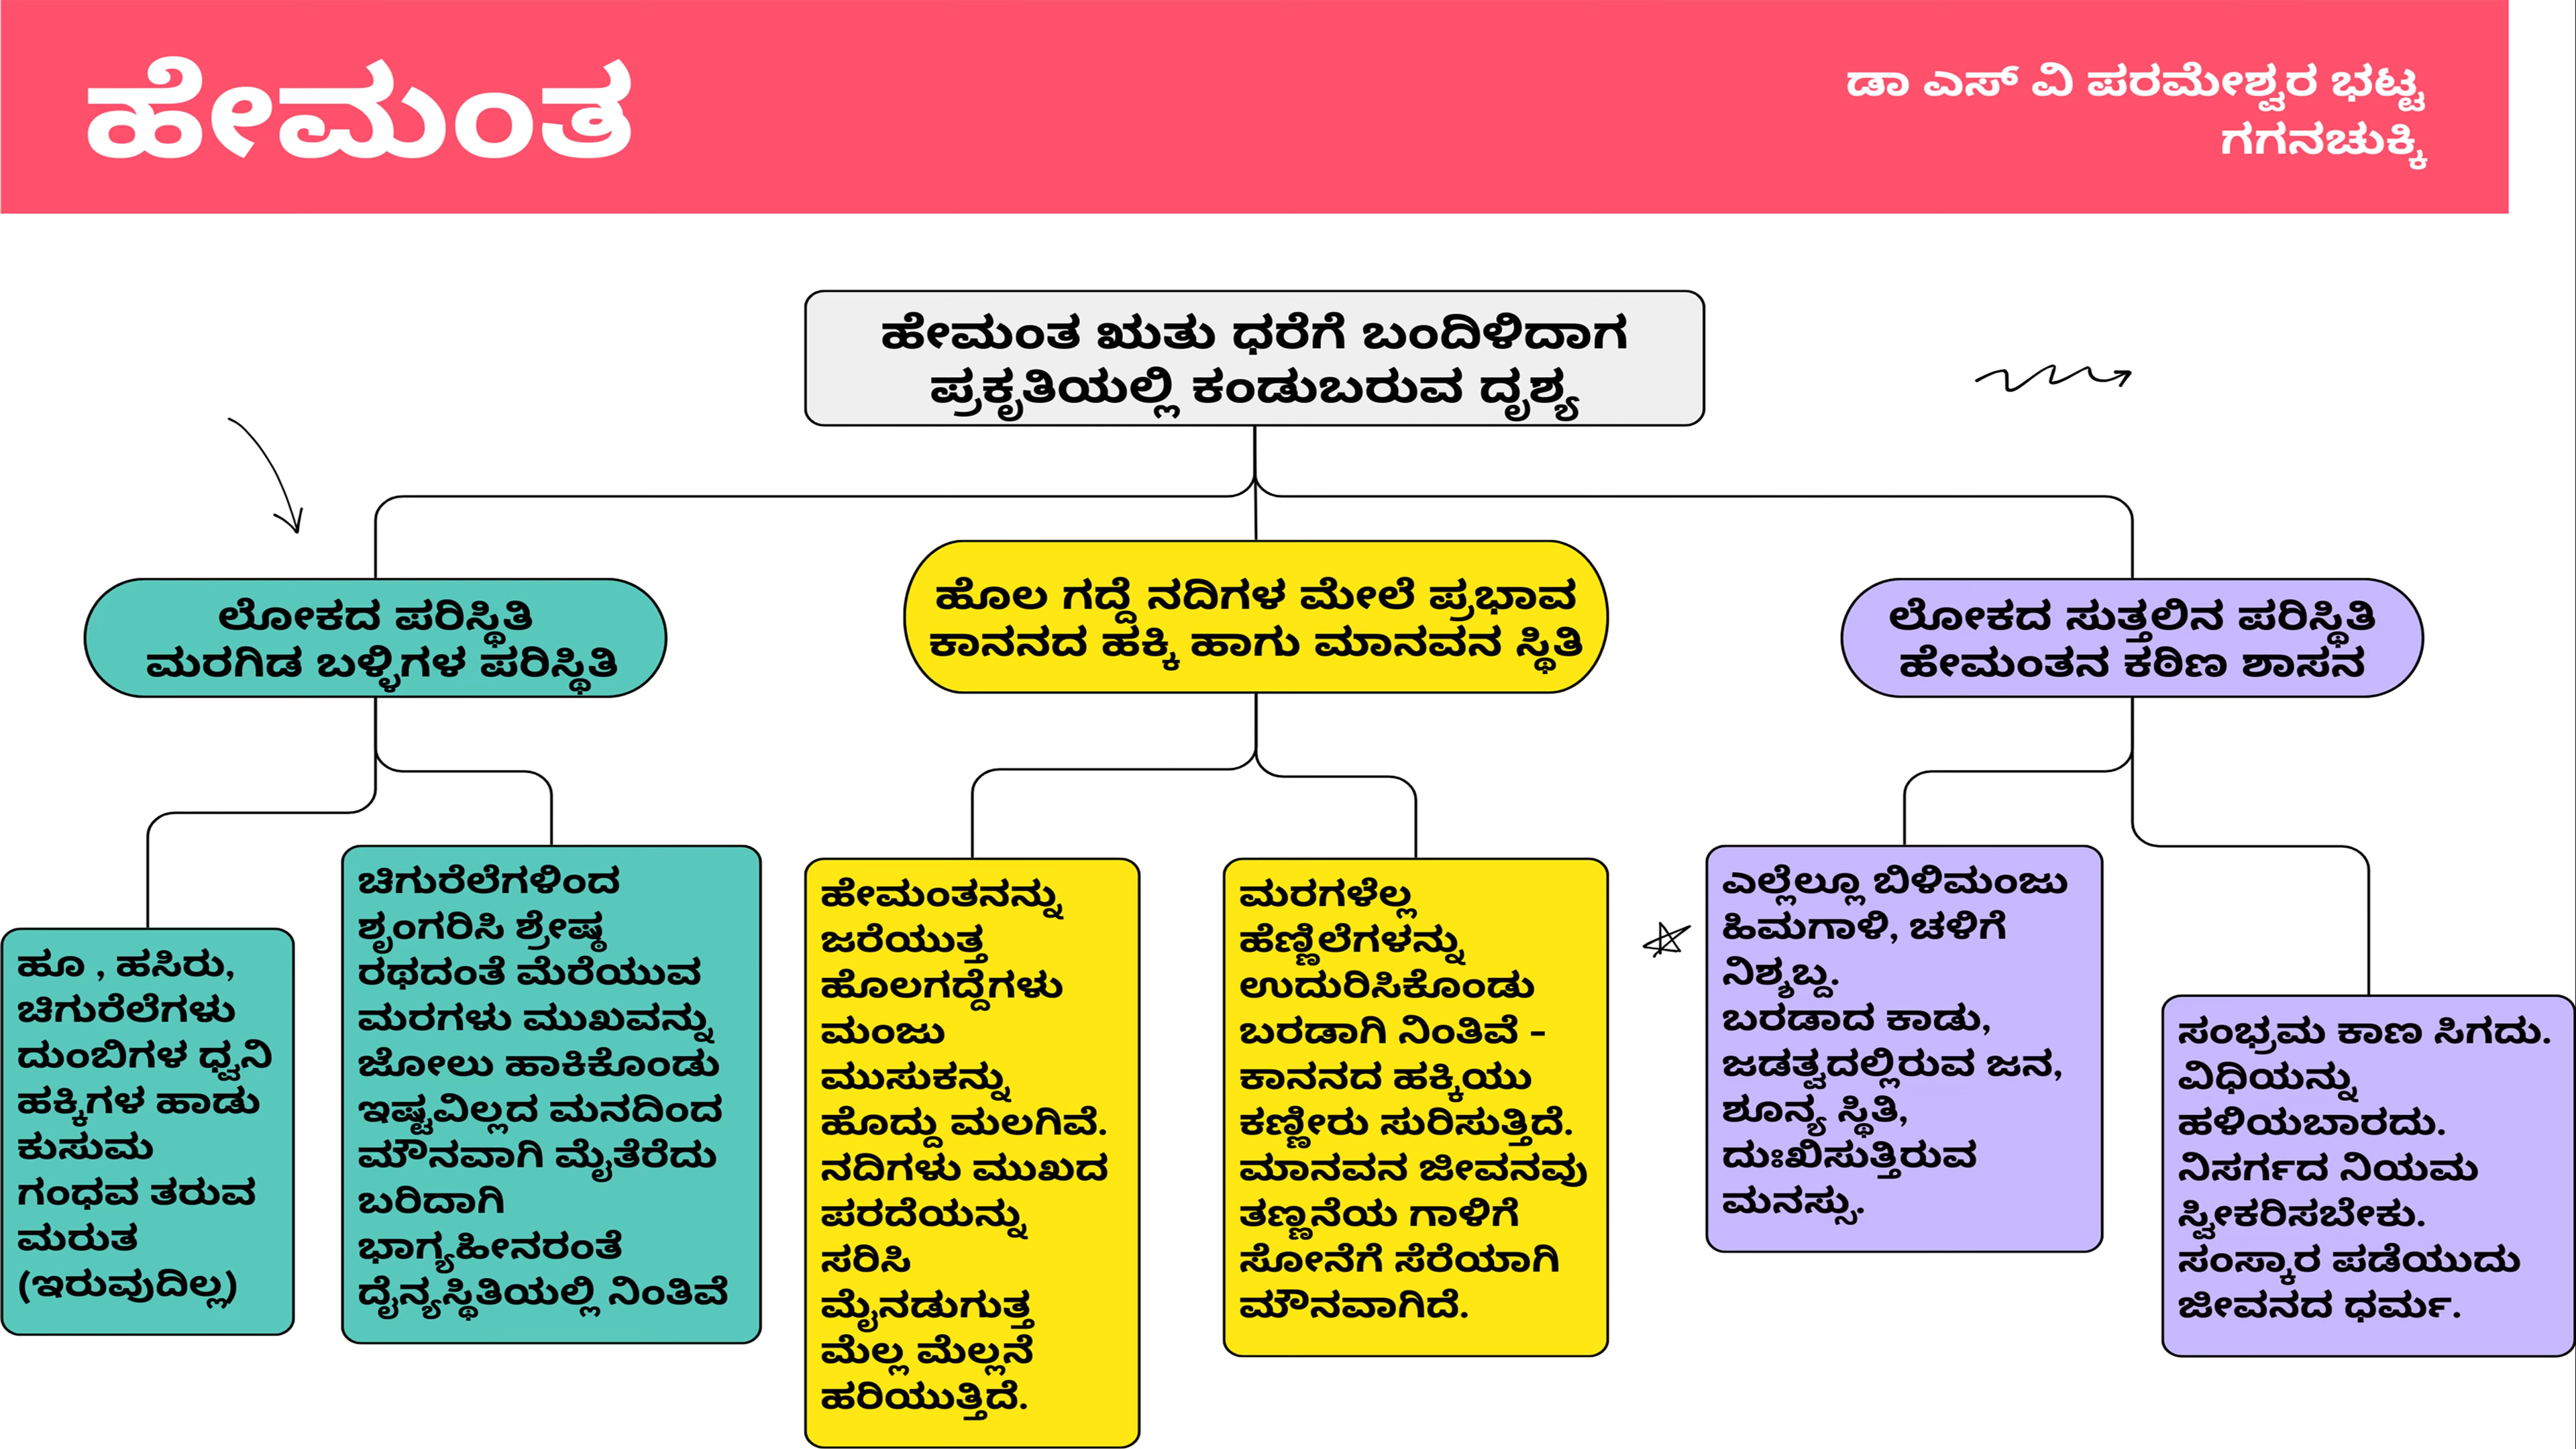 ಹೇಮಂತ
ಡಾ ಎಸ್ ವಿ ಪರಮೇಶ್ವರ ಭಟ್ಟ
ಗಗನಚುಕ್ಕಿ
ಹೇಮಂತ ಋತು ಧರೆಗೆ ಬಂದಿಳಿದಾಗ
ಪ್ರಕೃತಿಯಲ್ಲಿ ಕಂಡುಬರುವ ದೃಶ್ಯ
ಲೋಕದ ಪರಿಸ್ಥಿತಿ
ಮರಗಿಡ ಬಳ್ಳಿಗಳ ಪರಿಸ್ಥಿತಿ
ಹೊಲ ಗದ್ದೆ ನದಿಗಳ ಮೇಲೆ ಪ್ರಭಾವ
ಕಾನನದ ಹಕ್ಕಿ ಹಾಗು ಮಾನವನ ಸ್ಥಿತಿ
ಲೋಕದ ಸುತ್ತಲಿನ ಪರಿಸ್ಥಿತಿ
ಹೇಮಂತನ ಕಠಿಣ ಶಾಸನ
ಹೂ , ಹಸಿರು,
ಚಿಗುರೆಲೆಗಳು
ದುಂಬಿಗಳ ಧ್ವನಿ
ಹಕ್ಕಿಗಳ ಹಾಡು
ಕುಸುಮ
ಗಂಧವ ತರುವ
ಮರುತ
(ಇರುವುದಿಲ್ಲ)
ಚಿಗುರೆಲೆಗಳಿಂದ
ಶೃಂಗರಿಸಿ ಶ್ರೇಷ್ಠ
ರಥದಂತೆ ಮೆರೆಯುವ
ಮರಗಳು ಮುಖವನ್ನು
ಜೋಲು ಹಾಕಿಕೊಂಡು
ಇಷ್ಟವಿಲ್ಲದ ಮನದಿಂದ
ಮೌನವಾಗಿ ಮೈತೆರೆದು
ಬರಿದಾಗಿ
ಭಾಗ್ಯಹೀನರಂತೆ
ದೈನ್ಯಸ್ಥಿತಿಯಲ್ಲಿ ನಿಂತಿವೆ
ಹೇಮಂತನನ್ನು
ಜರೆಯುತ್ತ
ಹೊಲಗದ್ದೆಗಳು
ಮಂಜು
ಮುಸುಕನ್ನು
ಹೊದ್ದು ಮಲಗಿವೆ.
ನದಿಗಳು ಮುಖದ
ಪರದೆಯನ್ನು
ಸರಿಸಿ
ಮೈನಡುಗುತ್ತ
ಮೆಲ್ಲ ಮೆಲ್ಲನೆ
ಹರಿಯುತ್ತಿದೆ.
ಮರಗಳೆಲ್ಲ
ಹೆಣ್ಣಿಲೆಗಳನ್ನು
ಉದುರಿಸಿಕೊಂಡು
ಬರಡಾಗಿ ನಿಂತಿವೆ -
ಕಾನನದ ಹಕ್ಕಿಯು
ಕಣ್ಣೀರು ಸುರಿಸುತ್ತಿದೆ.
ಮಾನವನ ಜೀವನವು
ತಣ್ಣನೆಯ ಗಾಳಿಗೆ
ಸೋನೆಗೆ ಸೆರೆಯಾಗಿ
ಮೌನವಾಗಿದೆ.
ಎಲ್ಲೆಲ್ಲೂ ಬಿಳಿಮಂಜು
ಹಿಮಗಾಳಿ, ಚಳಿಗೆ
ನಿಶ್ಯಬ್ದ.
ಬರಡಾದ ಕಾಡು,
ಜಡತ್ವದಲ್ಲಿರುವ ಜನ,
ಶೂನ್ಯ ಸ್ಥಿತಿ,
ದುಃಖಿಸುತ್ತಿರುವ
ಮನಸ್ಸು.
ಸಂಭ್ರಮ ಕಾಣ ಸಿಗದು.
ವಿಧಿಯನ್ನು
ಹಳಿಯಬಾರದು.
ನಿಸರ್ಗದ ನಿಯಮ
ಸ್ವೀಕರಿಸಬೇಕು.
ಸಂಸ್ಕಾರ ಪಡೆಯುದು
ಜೀವನದ ಧರ್ಮ.